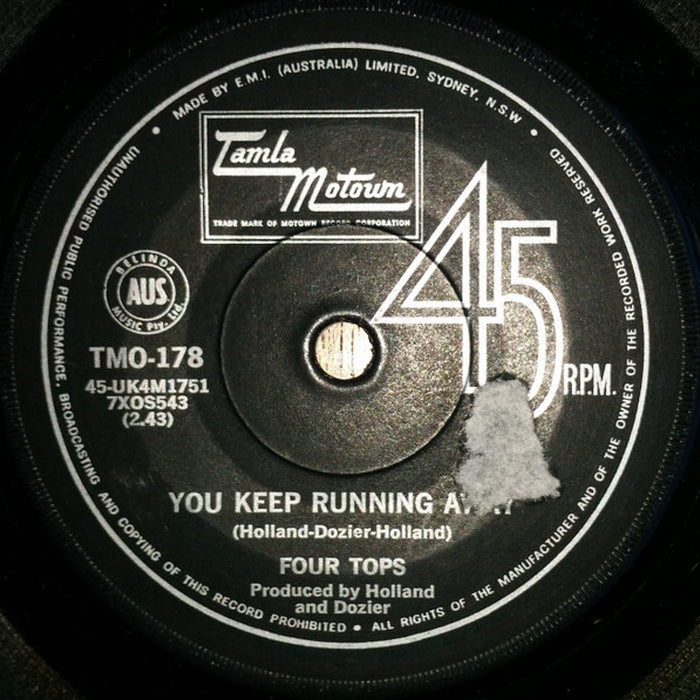 MADE BY E.M.I. (AUSTRALIA) LIMITED. SYDNEY. N.S.W •
Tamla
Motown
TRADE MARK OF MOTOWN RECORD CORPORATION
45
R.P.M.
BELINDA
AUS
MUSIC Pty. Ltd.
TMO-178
45-UK4M1751
7XOS543
(2.43)
YOU KEEP RUNNING AWAY
(Holland-Dozier-Holland)
FOUR TOPS
Produced by Holland
and Dozier
UNAUTHORISED PUBLIC PERFORMANCE, BROADCASTING AND COPYING OF THIS RECORD PROHIBITED • ALL RIGHTS OF THE MANUFACTURER AND OF THE OWNER OF THE RECORDED WORK RESERVED •